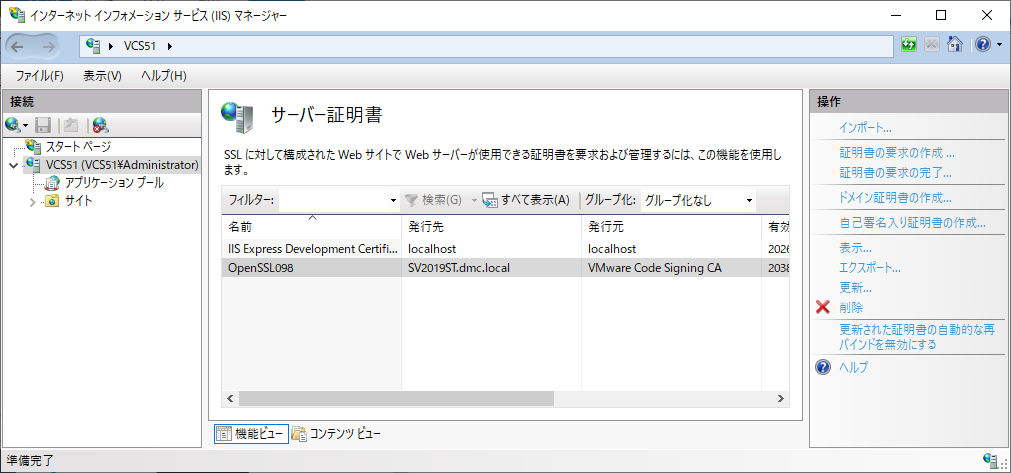 インターネット インフォメーション サービス (IIS) マネージャー
VCS51
ファイル(F) 表示(V) ヘルプ(H)
接続
スタート ページ
VCS51 (VCS51¥Administrator)
アプリケーション プール
サイト
サーバー証明書
SSL に対して構成された Web サイトで Web サーバーが使用できる証明書を要求および管理するには、この機能を使用し
ます。
フィルター: 検索(G) すべて表示(A) グループ化: グループ化なし
名前 発行先 発行元 有効
IIS Express Development Certifi... localhost localhost 2026
OpenSSL098 SV2019ST.dmc.local VMware Code Signing CA 2038
機能ビュー コンテンツ ビュー
操作
インポート...
証明書の要求の作成 ...
証明書の要求の完了...
ドメイン証明書の作成...
自己署名入り証明書の作成...
表示...
エクスポート...
更新...
削除
更新された証明書の自動的な再
バインドを無効にする
ヘルプ
準備完了